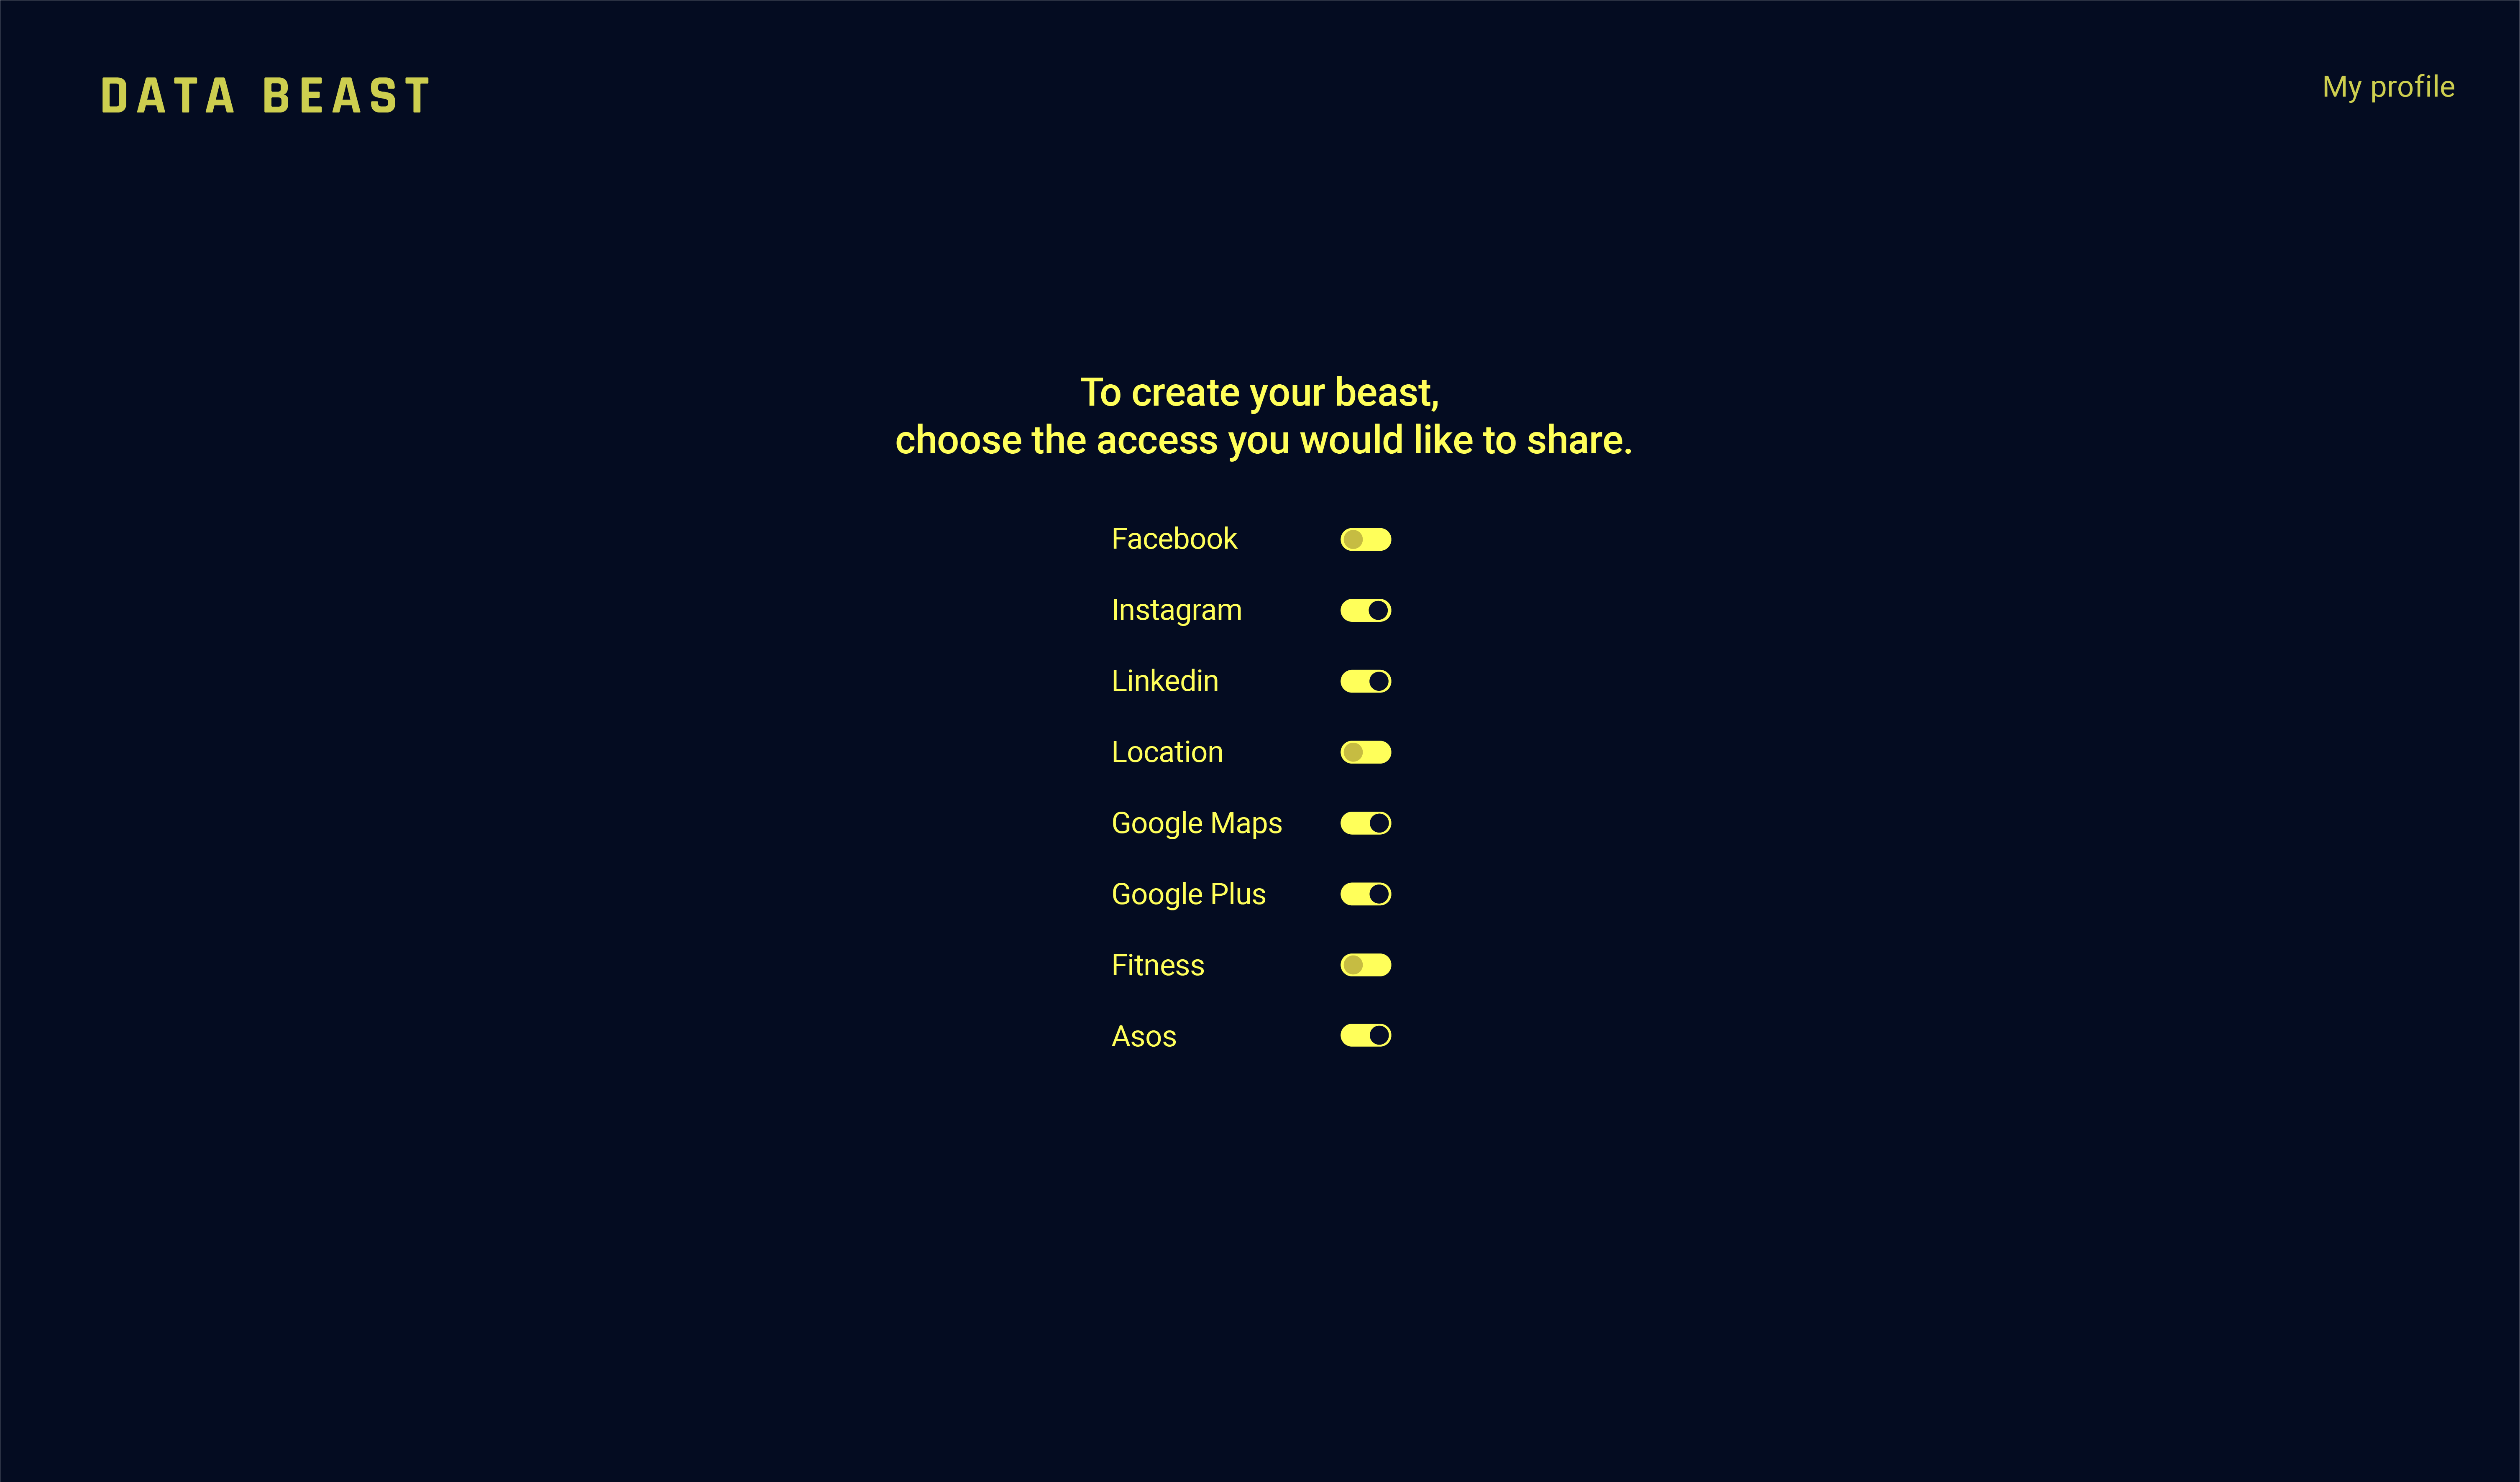 DATA BEAST
My profile
To create your beast,
choose the access you would like to share.
Facebook
Instagram
Linkedin
Location
Google Maps
Google Plus
Fitness
Asos